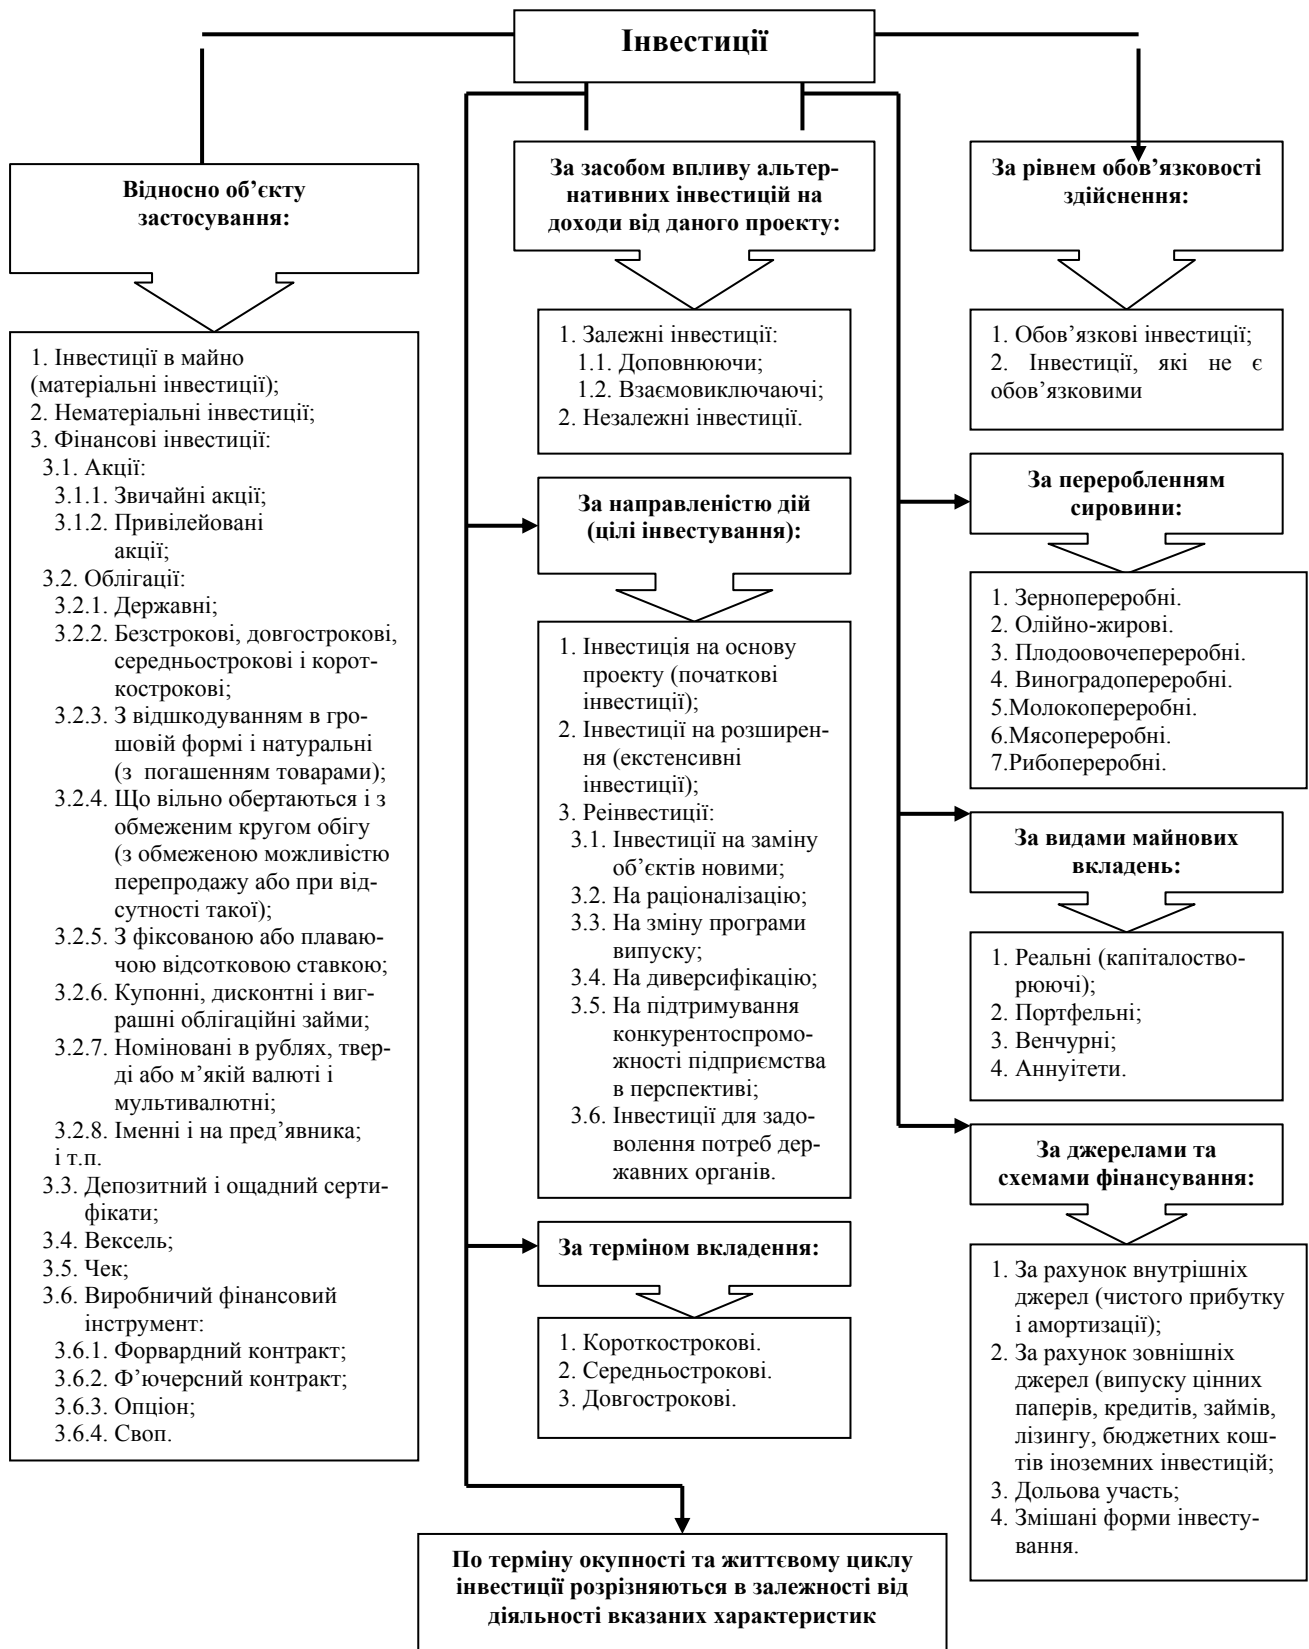 Інвестиції
Відносно об’єкту
застосування:
1. Інвестиції в майно
(матеріальні інвестиції);
2. Нематеріальні інвестиції;
3. Фінансові інвестиції:
3.1. Акції:
3.1.1. Звичайні акції;
3.1.2. Привілейовані
акції;
3.2. Облігації:
3.2.1. Державні;
3.2.2. Безстрокові, довгострокові,
середньострокові і корот-
кострокові;
3.2.3. З відшкодуванням в гро-
шовій формі і натуральні
(з погашенням товарами);
3.2.4. Що вільно обертаються і з
обмеженим кругом обігу
(з обмеженою можливістю
перепродажу або при від-
сутності такої);
3.2.5. З фіксованою або плаваю-
чою відсотковою ставкою;
3.2.6. Купонні, дисконтні і виг-
рашні облігаційні займи;
3.2.7. Номіновані в рублях, твер-
ді або м’якій валюті і
мультивалютні;
3.2.8. Іменні і на пред’явника;
і т.п.
3.3. Депозитний і ощадний серти-
фікати;
3.4. Вексель;
3.5. Чек;
3.6. Виробничий фінансовий
інструмент:
3.6.1. Форвардний контракт;
3.6.2. Ф’ючерсний контракт;
3.6.3. Опціон;
3.6.4. Своп.
За засобом впливу альтер-
нативних інвестицій на
доходи від даного проекту:
1. Залежні інвестиції:
1.1. Доповнюючи;
1.2. Взаємовиключаючі;
2. Незалежні інвестиції.
За направленістю дій
(цілі інвестування):
1. Інвестиція на основу
проекту (початкові
інвестиції);
2. Інвестиції на розширен-
ня (екстенсивні
інвестиції);
3. Реінвестиції:
3.1. Інвестиції на заміну
об’єктів новими;
3.2. На раціоналізацію;
3.3. На зміну програми
випуску;
3.4. На диверсифікацію;
3.5. На підтримування
конкурентоспромо-
жності підприємства
в перспективі;
3.6. Інвестиції для задо-
волення потреб дер-
жавних органів.
За терміном вкладення:
1. Короткострокові.
2. Середньострокові.
3. Довгострокові.
По терміну окупності та життєвому циклу
інвестиції розрізняються в залежності від
діяльності вказаних характеристик
За рівнем обов’язковості
здійснення:
1. Обов’язкові інвестиції;
2. Інвестиції, які не є
обов’язковими
За переробленням
сировини:
1. Зернопереробні.
2. Олійно-жирові.
3. Плодоовочепереробні.
4. Виноградопереробні.
5.Молокопереробні.
6.Мясопереробні.
7.Рибопереробні.
За видами майнових
вкладень:
1. Реальні (капіталоство-
рюючі);
2. Портфельні;
3. Венчурні;
4. Аннуітети.
За джерелами та
схемами фінансування:
1. За рахунок внутрішніх
джерел (чистого прибутку
і амортизації);
2. За рахунок зовнішніх
джерел (випуску цінних
паперів, кредитів, займів,
лізингу, бюджетних кош-
тів іноземних інвестицій;
3. Дольова участь;
4. Змішані форми інвесту-
вання.